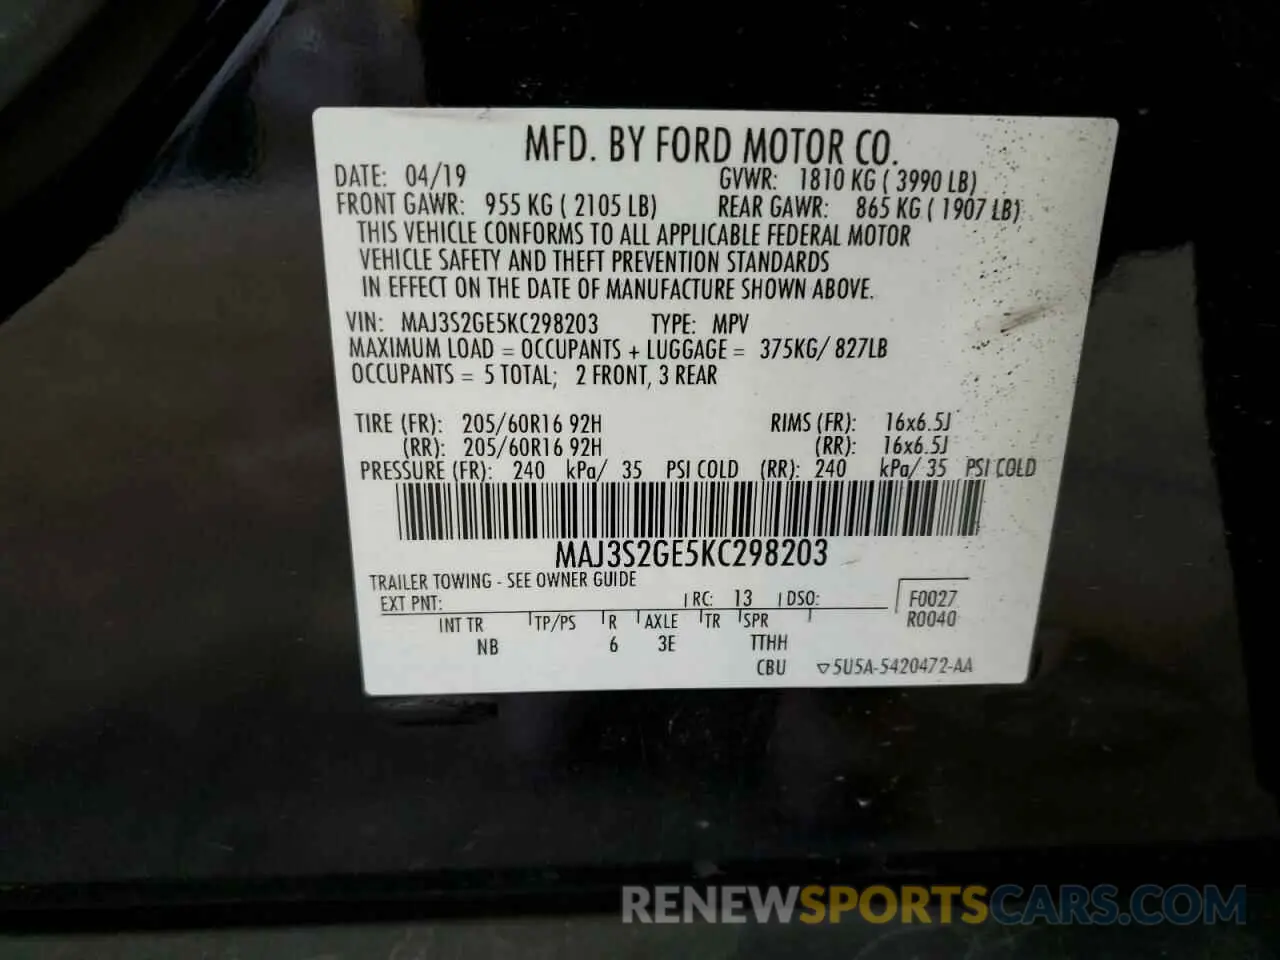 MFD. BY FORD MOTOR CO.
DATE: 04/19 GVWR: 1810 KG ( 3990 LB)
FRONT GAWR: 955 KG ( 2105 LB) REAR GAWR: 865 KG ( 1907 LB)
THIS VEHICLE CONFORMS TO ALL APPLICABLE FEDERAL MOTOR
VEHICLE SAFETY AND THEFT PREVENTION STANDARDS
IN EFFECT ON THE DATE OF MANUFACTURE SHOWN ABOVE.
VIN: MAJ3S2GE5KC298203 TYPE: MPV
MAXIMUM LOAD = OCCUPANTS + LUGGAGE = 375KG/ 827LB
OCCUPANTS = 5 TOTAL; 2 FRONT, 3 REAR
TIRE (FR): 205/60R16 92H RIMS (FR): 16x6.5J
(RR): 205/60R16 92H (RR): 16x6.5J
PRESSURE (FR): 240 kPa/ 35 PSI COLD (RR): 240 kPa/ 35 PSI COLD
MAJ3S2GE5KC298203
TRAILER TOWING - SEE OWNER GUIDE
EXT PNT: RC: 13 DSO: F0027
R0040
INT TR TP/PS R AXLE TR SPR
NB 6 3E TTHH
CBU ▽5U5A-5420472-AA
RENEWSPORTSCARS.COM